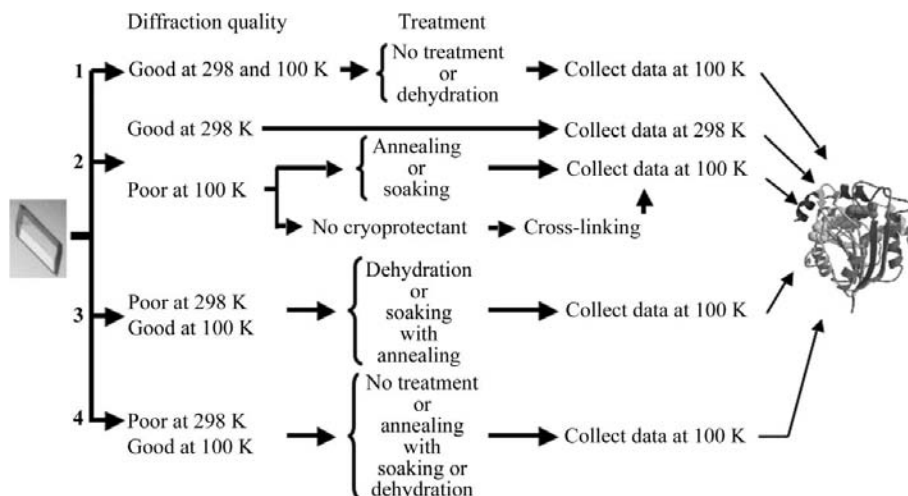 Diffraction quality Treatment
1 Good at 298 and 100 K No treatment or dehydration Collect data at 100 K
Good at 298 K Collect data at 298 K
2
Poor at 100 K Annealing or soaking Collect data at 100 K
No cryoprotectant Cross-linking
3 Poor at 298 K Good at 100 K Dehydration or soaking with annealing Collect data at 100 K
4 Poor at 298 K Good at 100 K No treatment or annealing with soaking or dehydration Collect data at 100 K